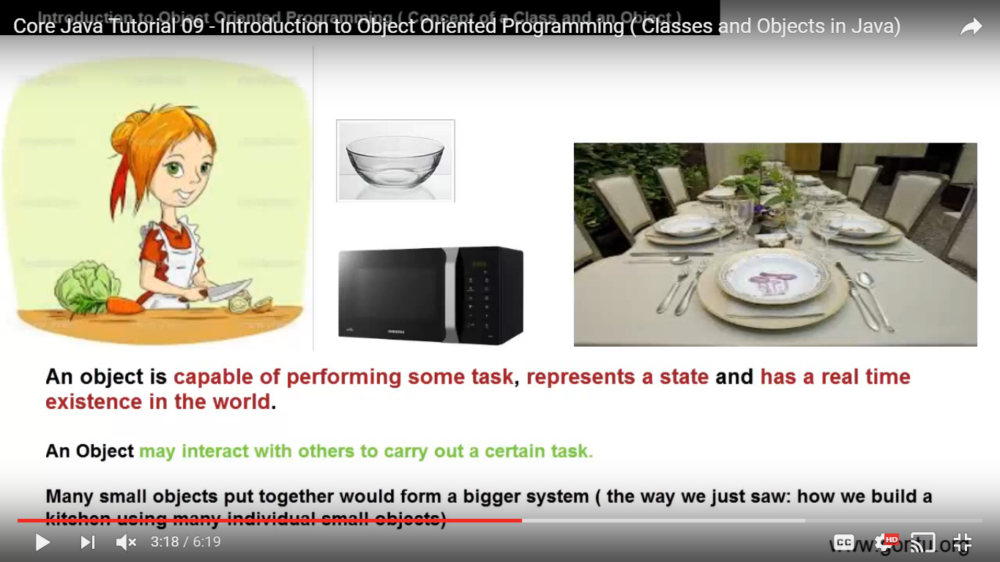 Introduction to Object Oriented Programming ( Concept of a Class and an Object )
Core Java Tutorial 09 - Introduction to Object Oriented Programming ( Classes and Objects in Java)
SAMSUNG
An object is capable of performing some task, represents a state and has a real time
existence in the world.
An Object may interact with others to carry out a certain task.
Many small objects put together would form a bigger system ( the way we just saw: how we build a
kitchen using many individual small objects)
3:18 / 6:19
CC
HD
www.gontu.org